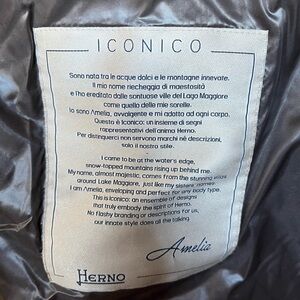 ICONICO
Sono nata tra le acque dolci e le montagne innevate.
Il mio nome riecheggia di maestosità
e l'ho ereditato dalle sontuose ville del Lago Maggiore
come quello delle mie sorelle.
Io sono Amelia, avvolgente e mi adatto ad ogni corpo.
Questo è Iconico: un insieme di segni
rappresentativi dell'anima Herno.
Per distinguerci non servono marchi né descrizioni,
solo il nostro stile.
I came to be at the water's edge,
snow-topped mountains rising up behind me.
My name, almost majestic, comes from the stunning villas
around Lake Maggiore, just like my sisters' names.
I am Amelia, enveloping and perfect for any body type.
This is Iconico: an ensemble of designs
that truly embody the spirit of Herno.
No flashy branding or descriptions for us,
our innate style does all the talking.
Amelia
HERNO